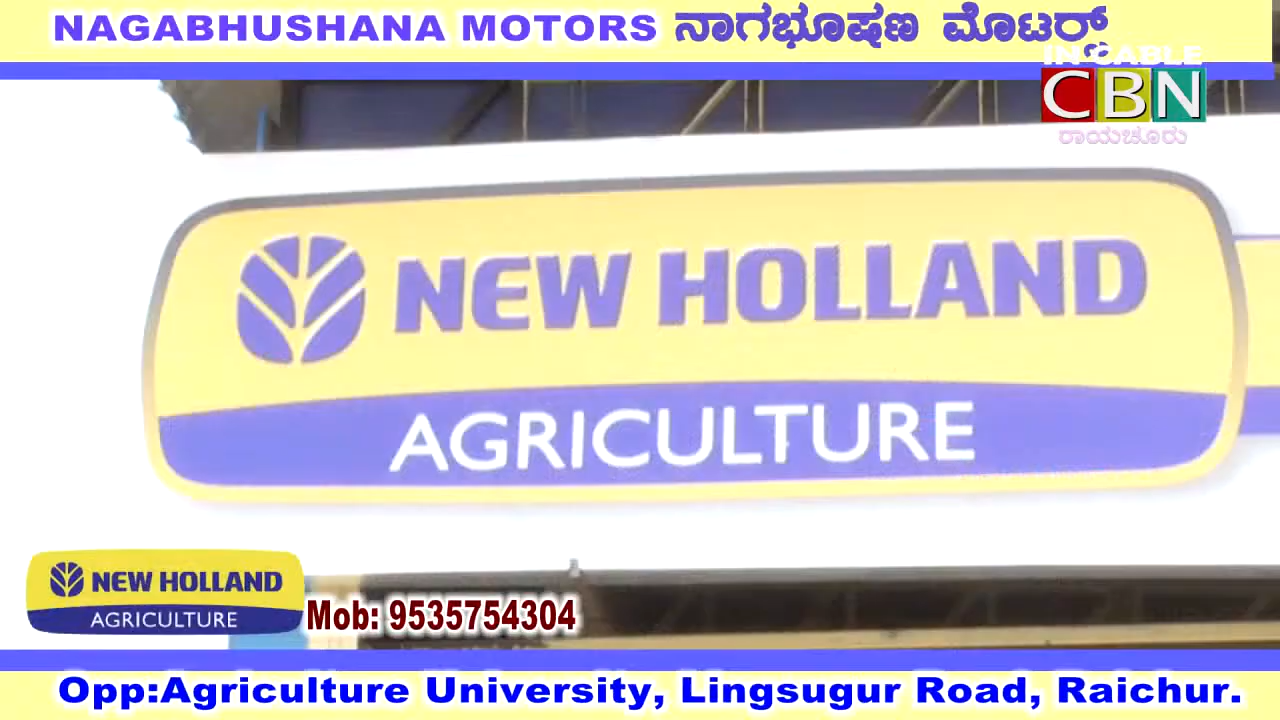 NAGABHUSHANA MOTORS ನಾಗಭೂಷಣ ಮೊಟರ್ಸ್
IN CABLE
CBN
ರಾಯಚೂರು
NEW HOLLAND
AGRICULTURE
NEW HOLLAND
AGRICULTURE
Mob: 9535754304
Opp:Agriculture University, Lingsugur Road, Raichur.